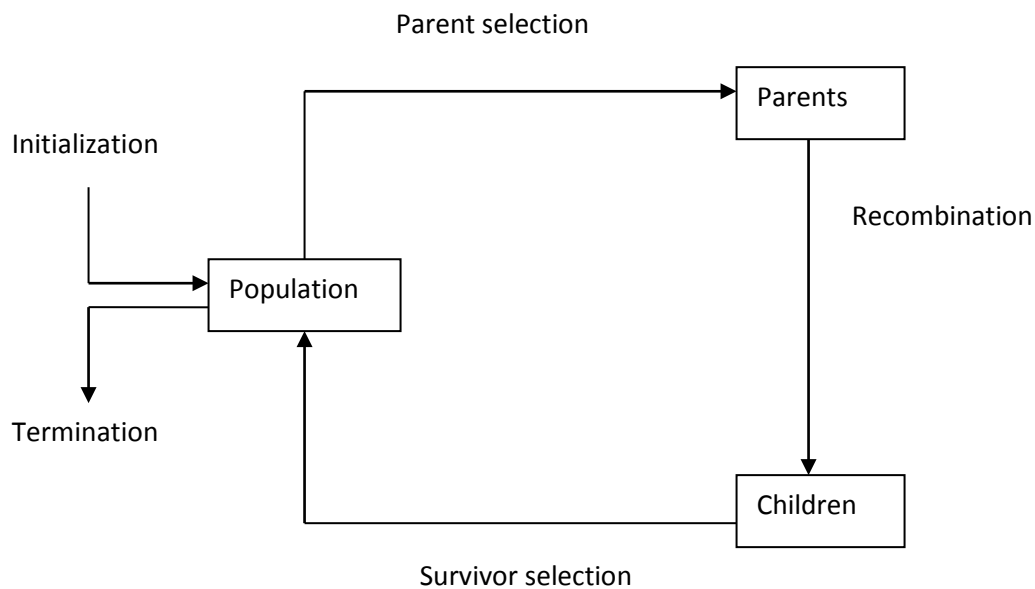 Parent selection
Parents
Initialization
Recombination
Population
Termination
Children
Survivor selection